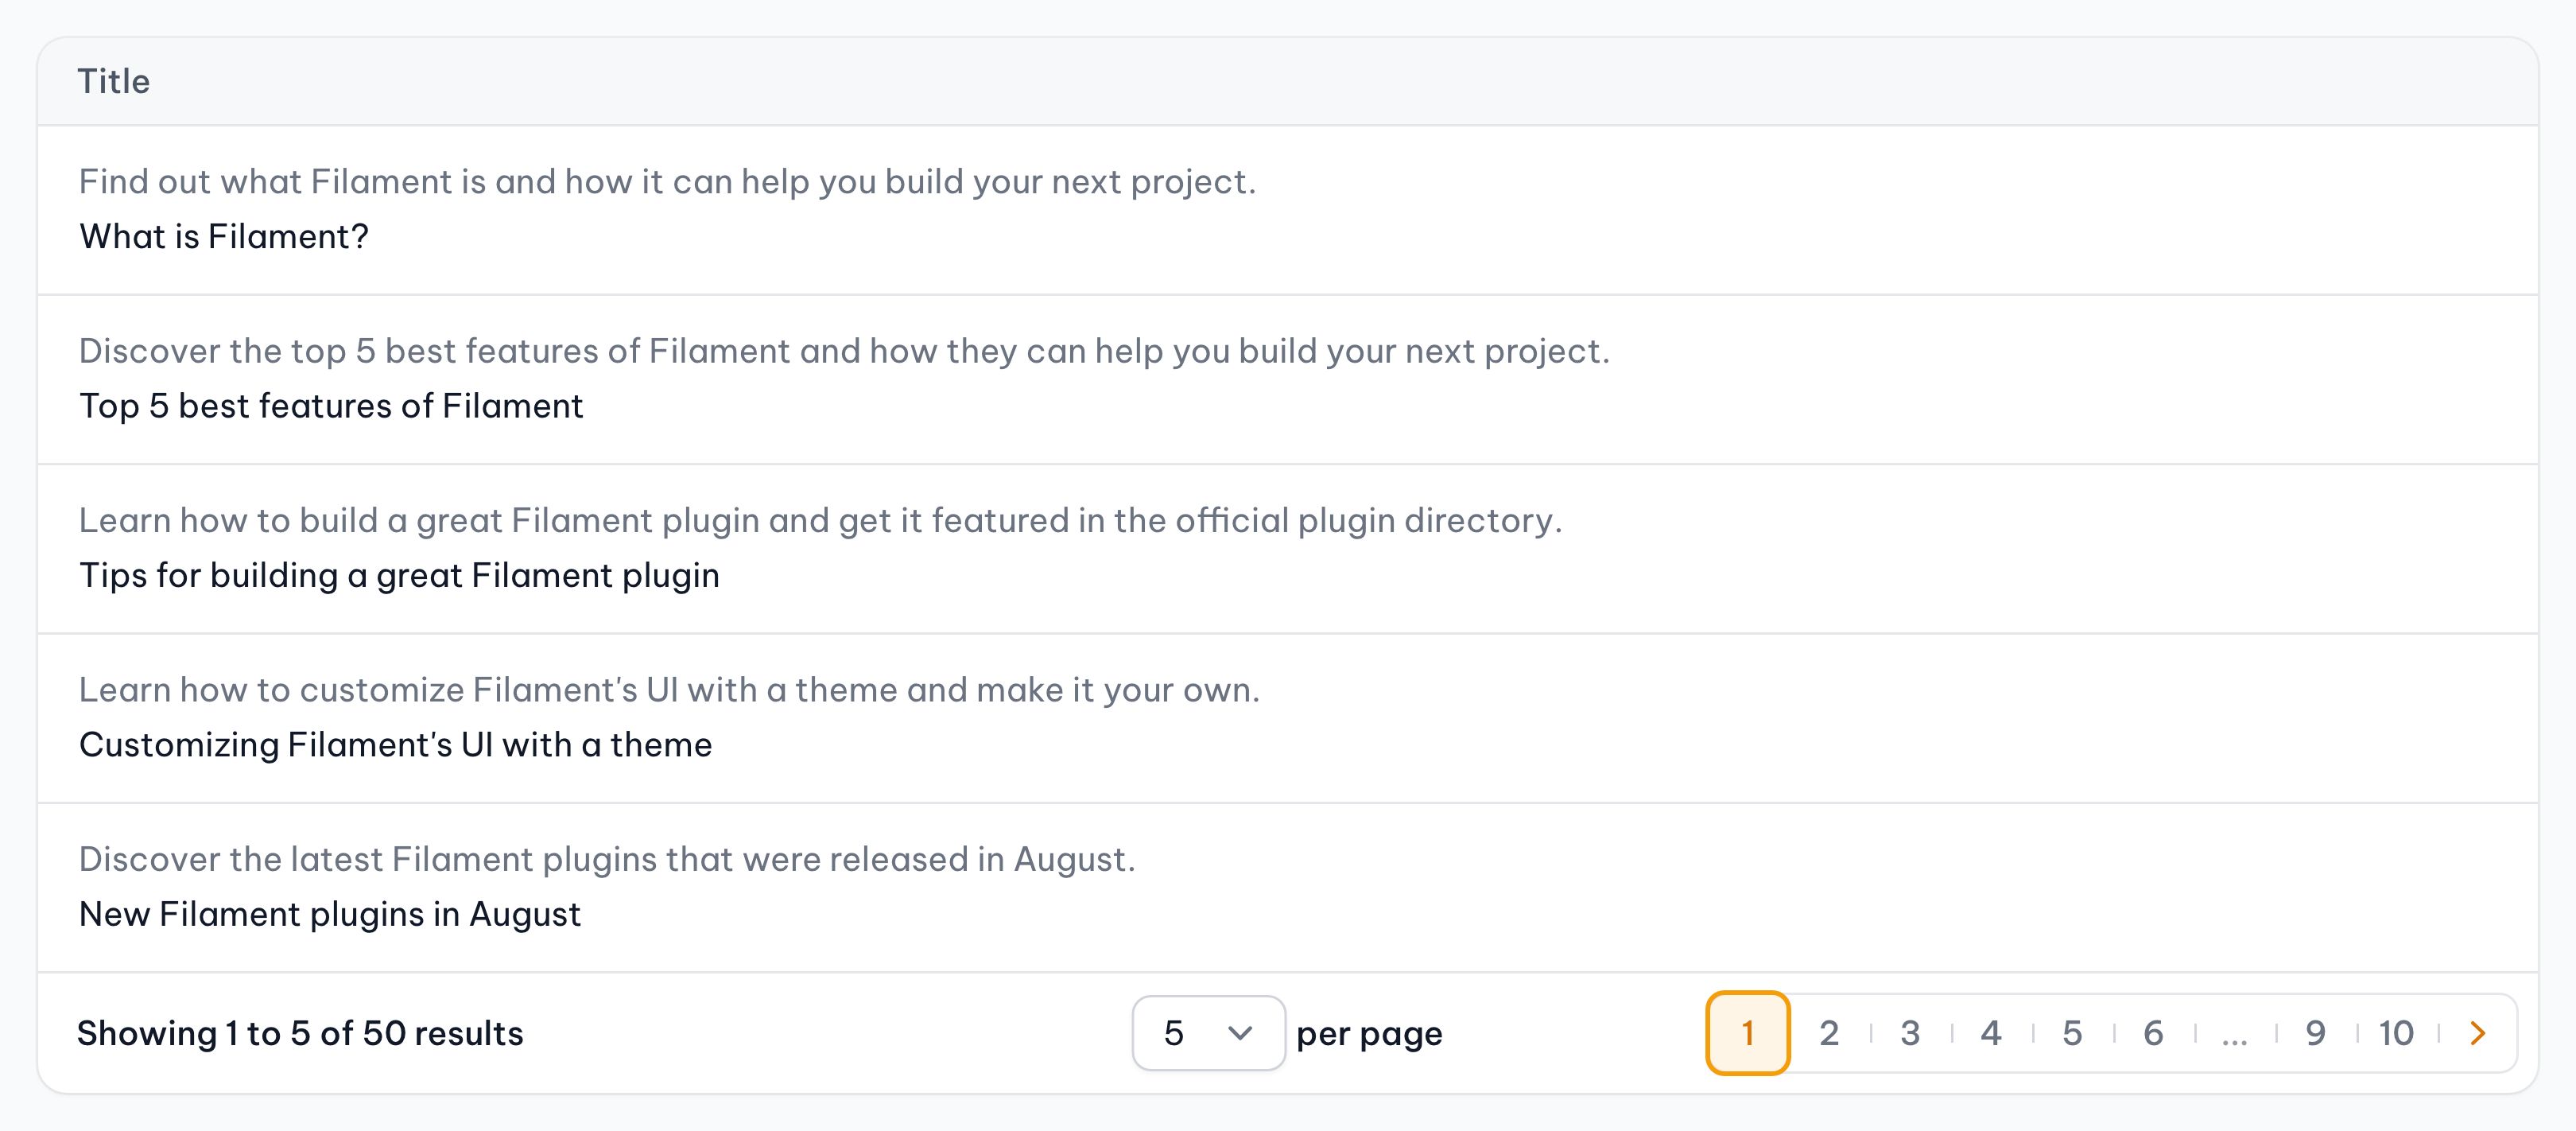 Title
Find out what Filament is and how it can help you build your next project.
What is Filament?
Discover the top 5 best features of Filament and how they can help you build your next project.
Top 5 best features of Filament
Learn how to build a great Filament plugin and get it featured in the official plugin directory.
Tips for building a great Filament plugin
Learn how to customize Filament's UI with a theme and make it your own.
Customizing Filament's UI with a theme
Discover the latest Filament plugins that were released in August.
New Filament plugins in August
Showing 1 to 5 of 50 results 5 per page 1 2 3 4 5 6 ... 9 10